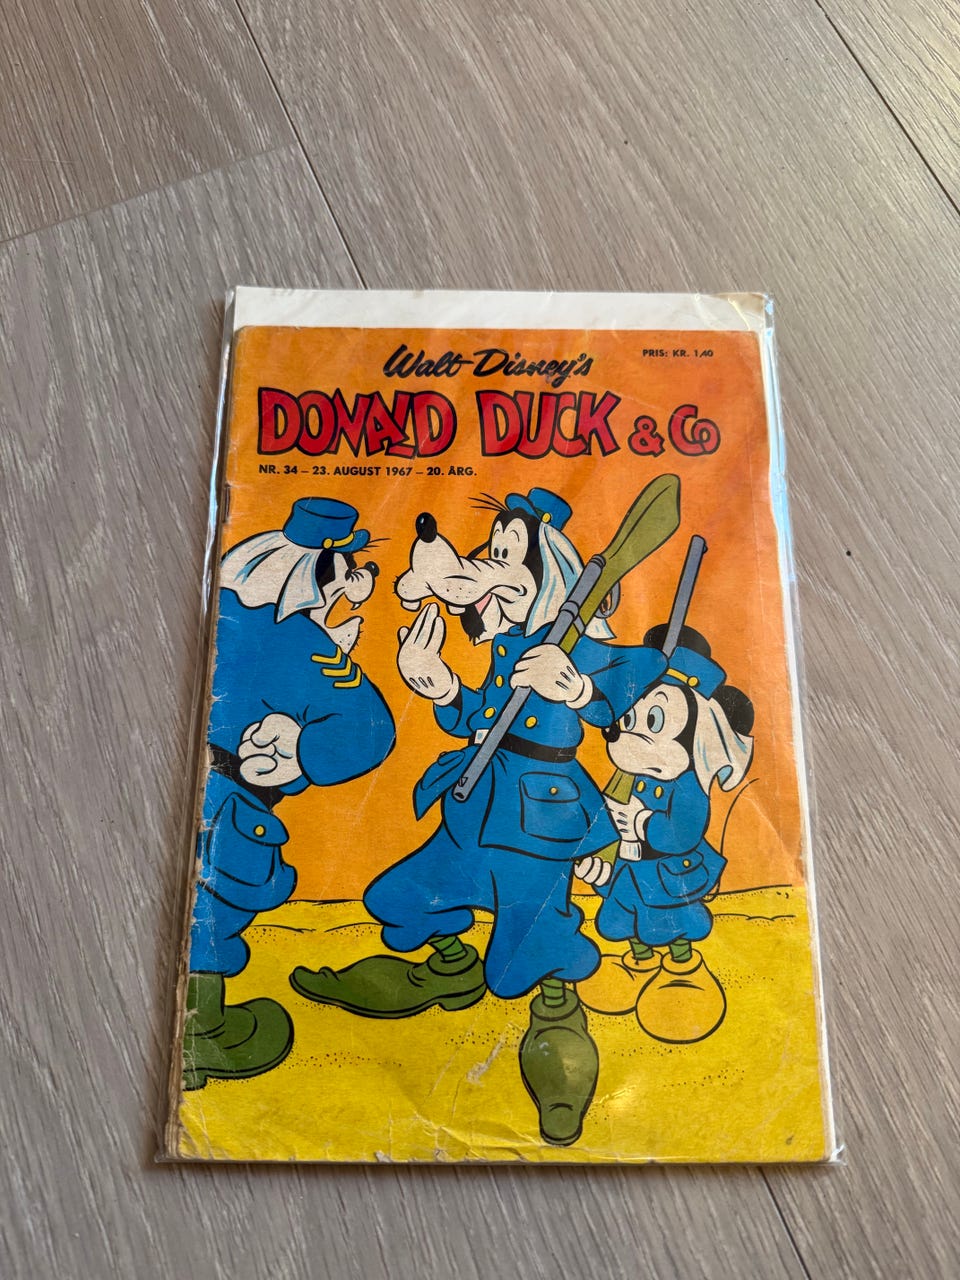 Walt Disney's
PRIS: KR. 1,40
DONALD DUCK & Co
NR. 34 – 23. AUGUST 1967 – 20. ÅRG.